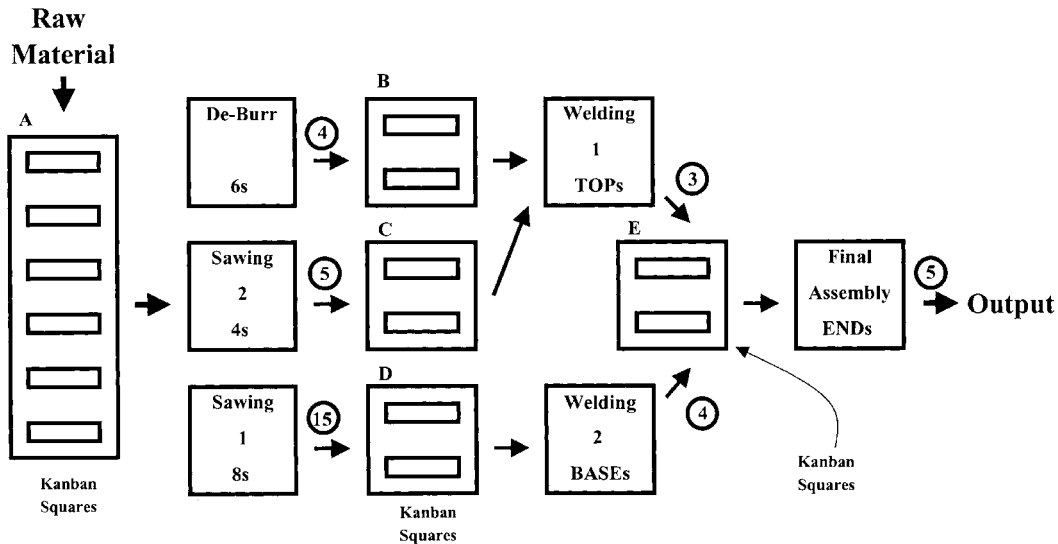 Raw
Material
A
Kanban
Squares
De-Burr
6s
4
B
Welding
1
TOPs
3
Sawing
2
4s
5
C
E
Final
Assembly
ENDs
5
Output
Sawing
1
8s
15
D
Kanban
Squares
Welding
2
BASEs
4
Kanban
Squares